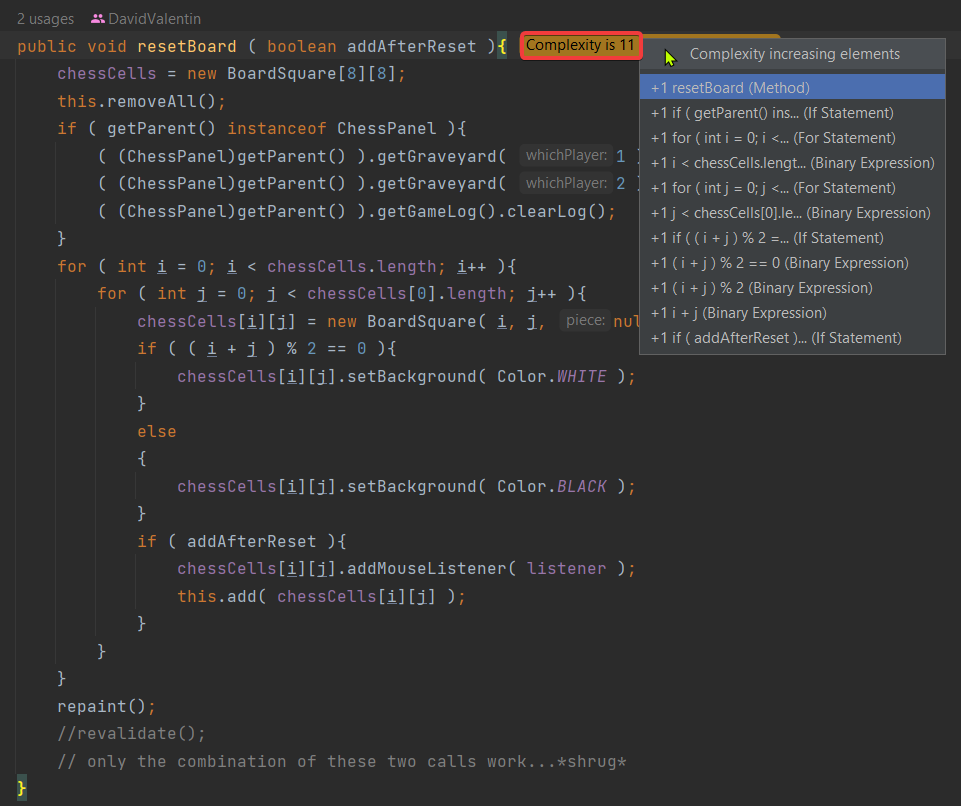 2 usages DavidValentin
public void resetBoard ( boolean addAfterReset ){ Complexity is 11
Complexity increasing elements
chessCells = new BoardSquare[8][8];
+1 resetBoard (Method)
this.removeAll();
+1 if ( getParent() ins... (If Statement)
if ( getParent() instanceof ChessPanel ){
+1 for ( int i = 0; i <... (For Statement)
( (ChessPanel)getParent() ).getGraveyard( whichPlayer: 1 )
+1 i < chessCells.lengt... (Binary Expression)
( (ChessPanel)getParent() ).getGraveyard( whichPlayer: 2 )
+1 for ( int j = 0; j <... (For Statement)
( (ChessPanel)getParent() ).getGameLog().clearLog();
+1 j < chessCells[0].le... (Binary Expression)
}
+1 if ( ( i + j ) % 2 =... (If Statement)
for ( int i = 0; i < chessCells.length; i++ ){
+1 ( i + j ) % 2 == 0 (Binary Expression)
for ( int j = 0; j < chessCells[0].length; j++ ){
+1 ( i + j ) % 2 (Binary Expression)
chessCells[i][j] = new BoardSquare( i, j, piece: nul
+1 i + j (Binary Expression)
if ( ( i + j ) % 2 == 0 ){
+1 if ( addAfterReset )... (If Statement)
chessCells[i][j].setBackground( Color.WHITE );
}
else
{
chessCells[i][j].setBackground( Color.BLACK );
}
if ( addAfterReset ){
chessCells[i][j].addMouseListener( listener );
this.add( chessCells[i][j] );
}
}
}
repaint();
//revalidate();
// only the combination of these two calls work...*shrug*
}